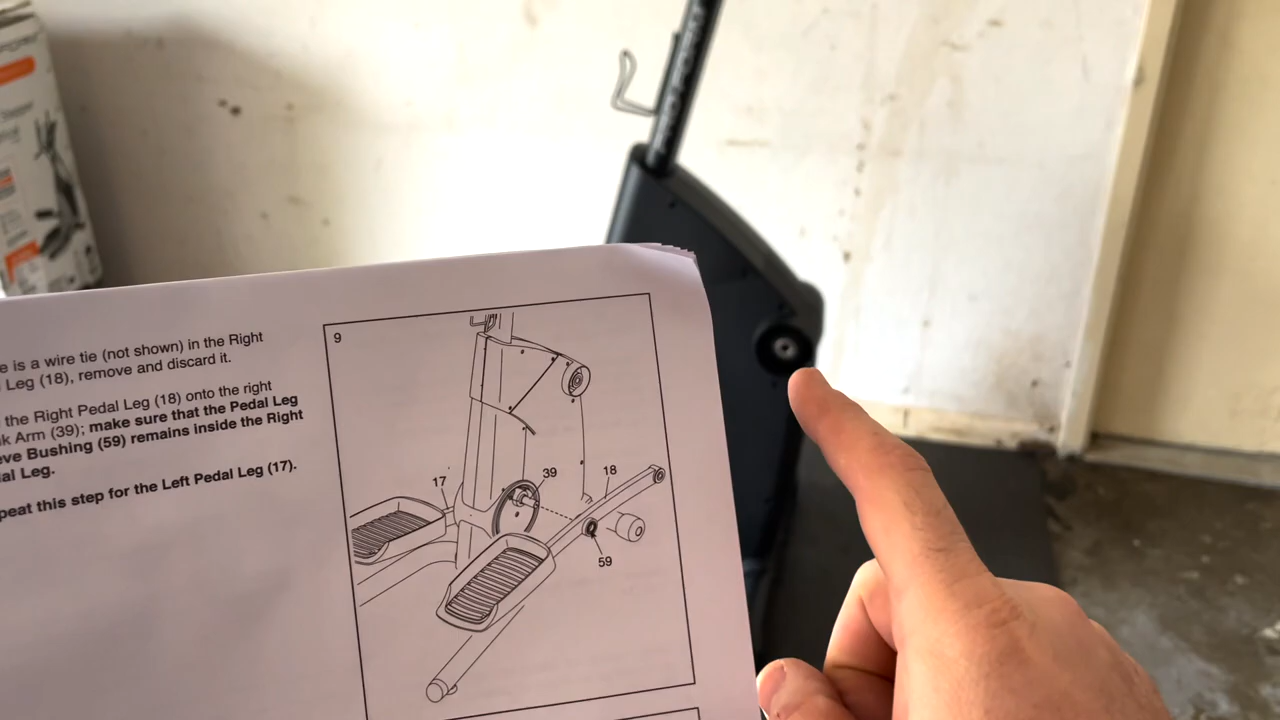 e is a wire tie (not shown) in the Right
Leg (18), remove and discard it.
the Right Pedal Leg (18) onto the right
k Arm (39); make sure that the Pedal Leg
eve Bushing (59) remains inside the Right
al Leg.
peat this step for the Left Pedal Leg (17).
9
17
39
18
59